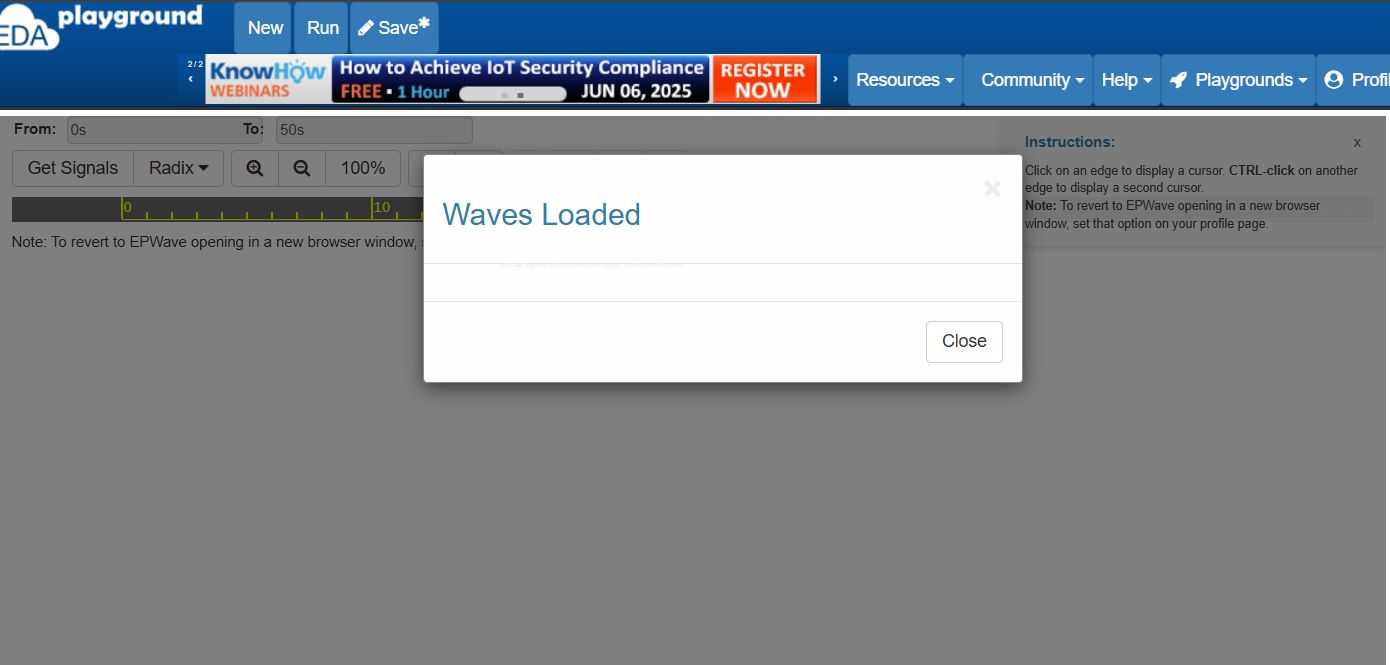 EDA playground
New Run Save*
2/2
‹ KnowHow WEBINARS How to Achieve IoT Security Compliance REGISTER NOW ›
FREE • 1 Hour JUN 06, 2025
Resources Community Help Playgrounds Profil
From: 0s To: 50s
Get Signals Radix 100%
0 10
Note: To revert to EPWave opening in a new browser window,
Waves Loaded
×
Close
Instructions: x
Click on an edge to display a cursor. CTRL-click on another
edge to display a second cursor.
Note: To revert to EPWave opening in a new browser
window, set that option on your profile page.